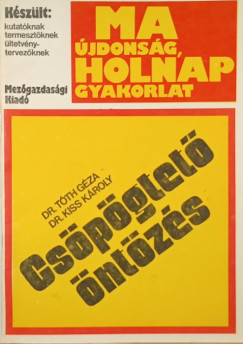 Készült:
kutatóknak
termesztőknek
ültetvény-
tervezőknek
Mezőgazdasági
Kiadó
MA
ÚJDONSÁG,
HOLNAP
GYAKORLAT
DR. TÓTH GÉZA
DR. KISS KÁROLY
Csöpögtető
öntözés